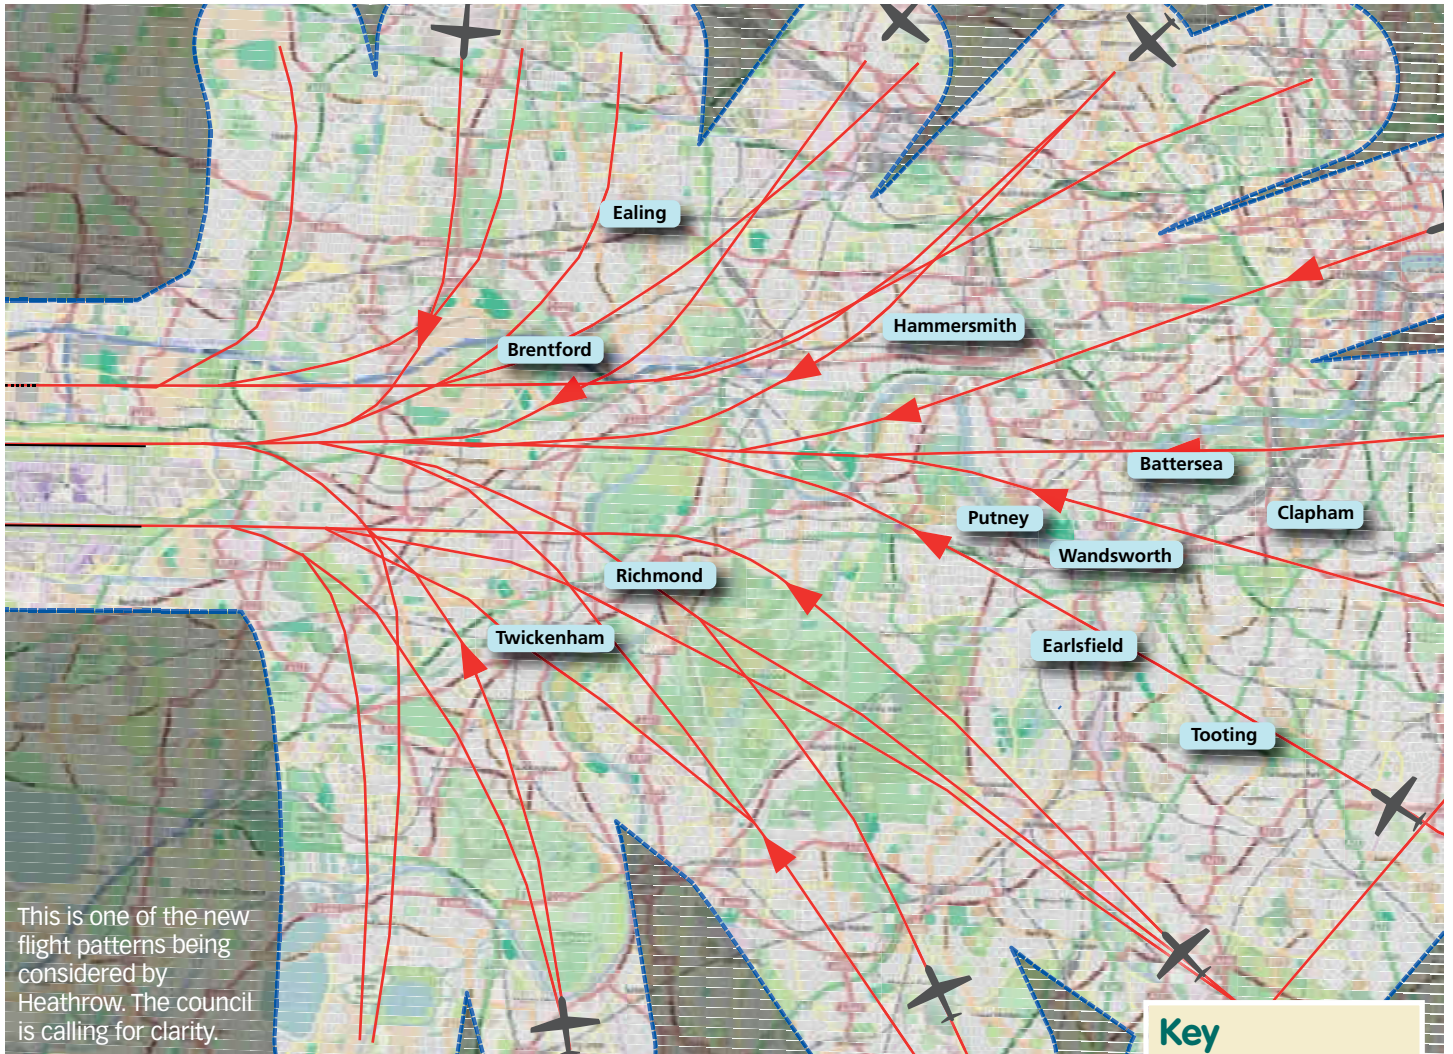 Ealing
Hammersmith
Brentford
Battersea
Putney
Clapham
Wandsworth
Richmond
Twickenham
Earlsfield
Tooting
This is one of the new
flight patterns being
considered by
Heathrow. The council
is calling for clarity.
Key